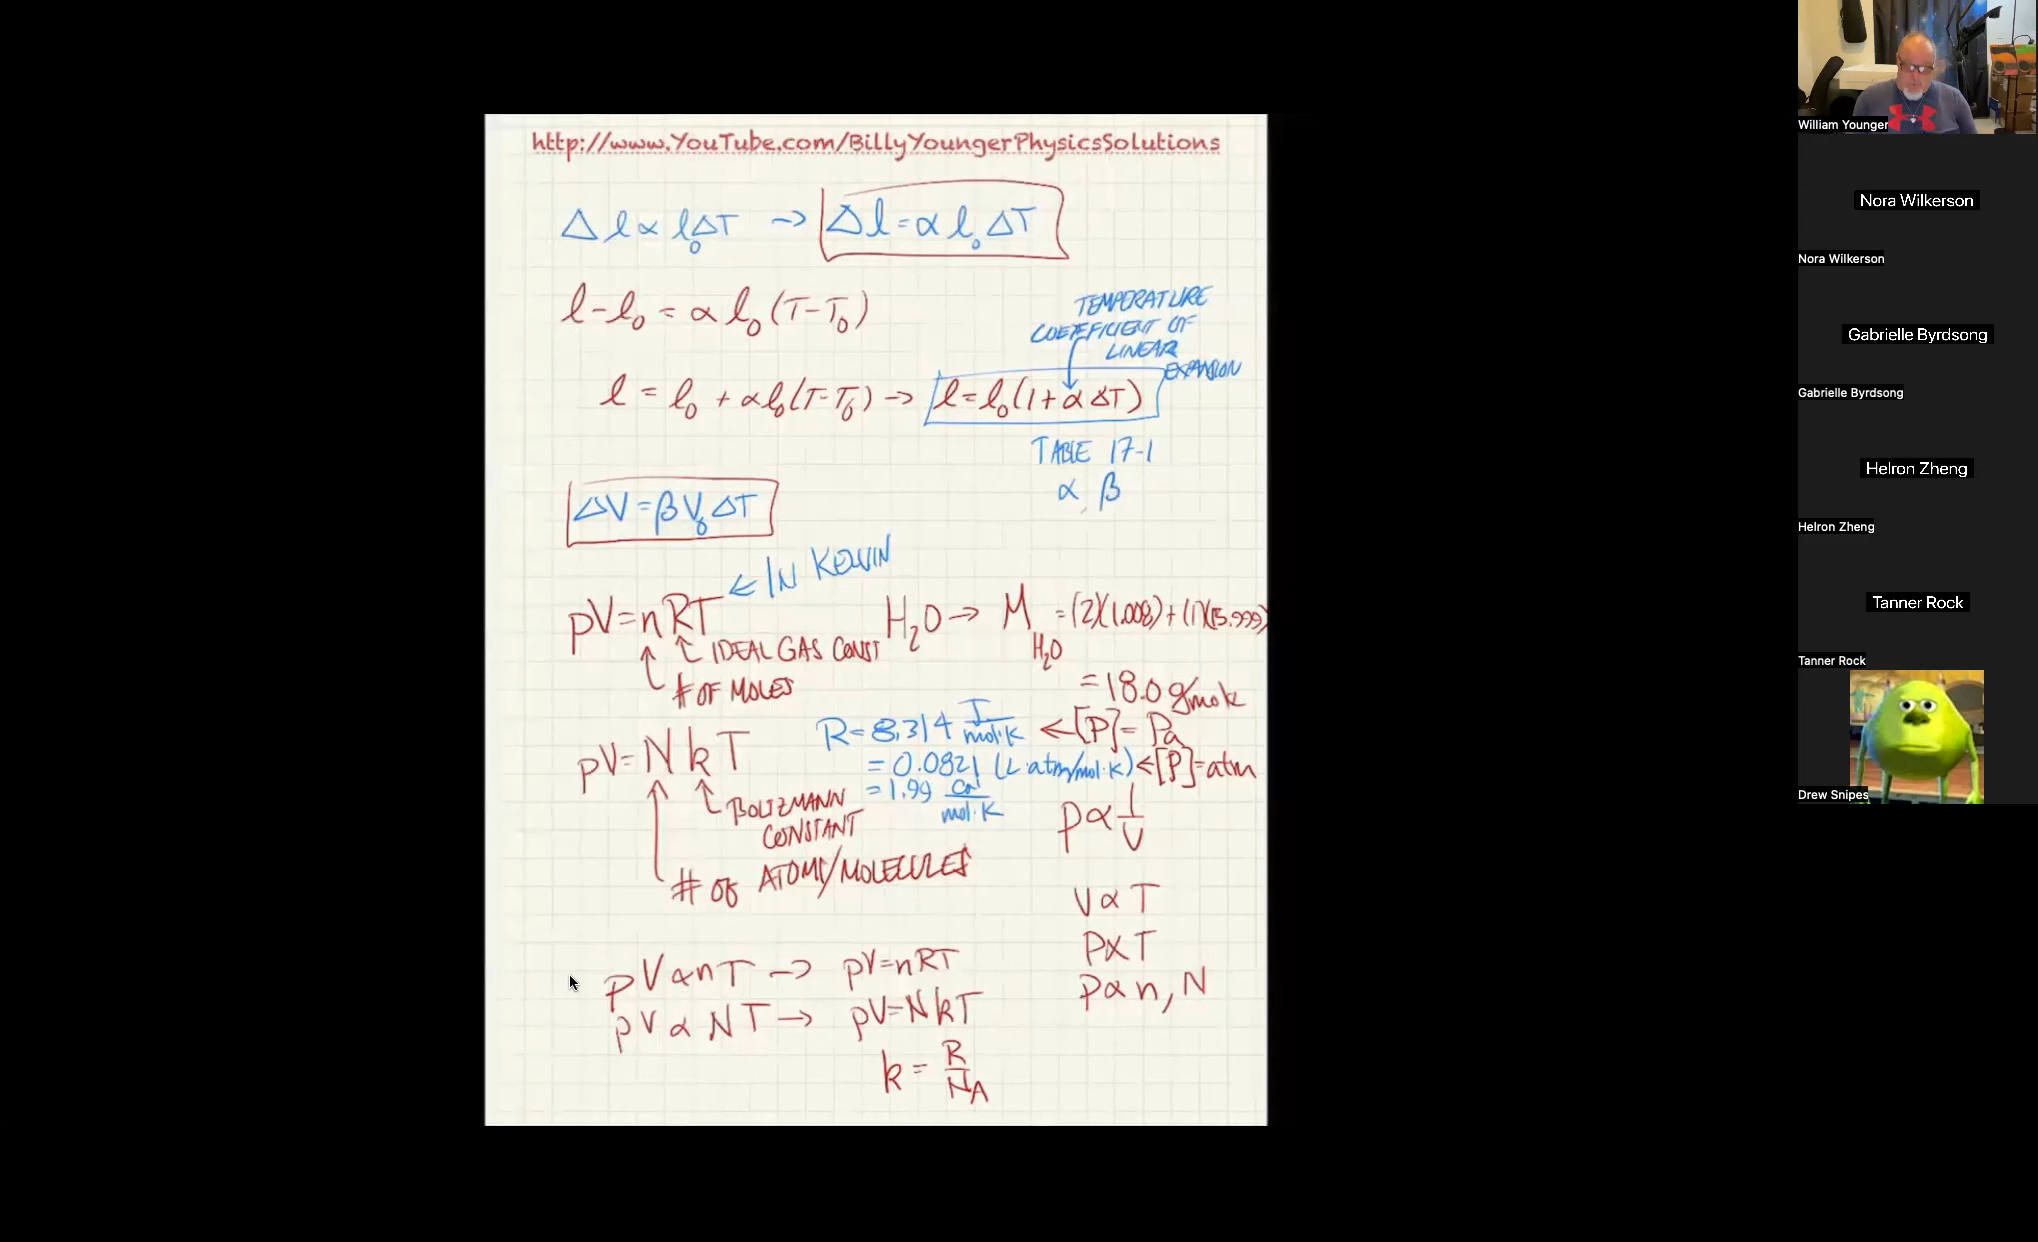 http://www.YouTube.com/BillyYoungerPhysicsSolutions
Δl ∝ l₀ΔT → Δl = α l₀ ΔT
l - l₀ = α l₀ (T - T₀)
TEMPERATURE
COEFFICIENT OF
LINEAR
EXPANSION
l = l₀ + αl₀(T - T₀) → l = l₀(1 + α ΔT)
TABLE 17-1
α β
ΔV = βV₀ΔT
← IN KELVIN
pV = nRT
IDEAL GAS CONST
# OF MOLES
H₂O → M H₂O = (2)(1.008) + (1)(15.999)
= 18.0 g/mole
pV = NkT
BOLTZMANN
CONSTANT
# OF ATOMS/MOLECULES
R = 8.314 J/mol·K ← [P] = Pa
= 0.0821 (L·atm/mol·K) ← [P] = atm
= 1.99 cal/mol·K
p ∝ 1/V
V ∝ T
P ∝ T
p ∝ n, N
pV ∝ nT → pV = nRT
pV ∝ NT → pV = NkT
k = R/N_A
William Younger
Nora Wilkerson
Nora Wilkerson
Gabrielle Byrdsong
Gabrielle Byrdsong
Helron Zheng
Helron Zheng
Tanner Rock
Tanner Rock
Drew Snipes